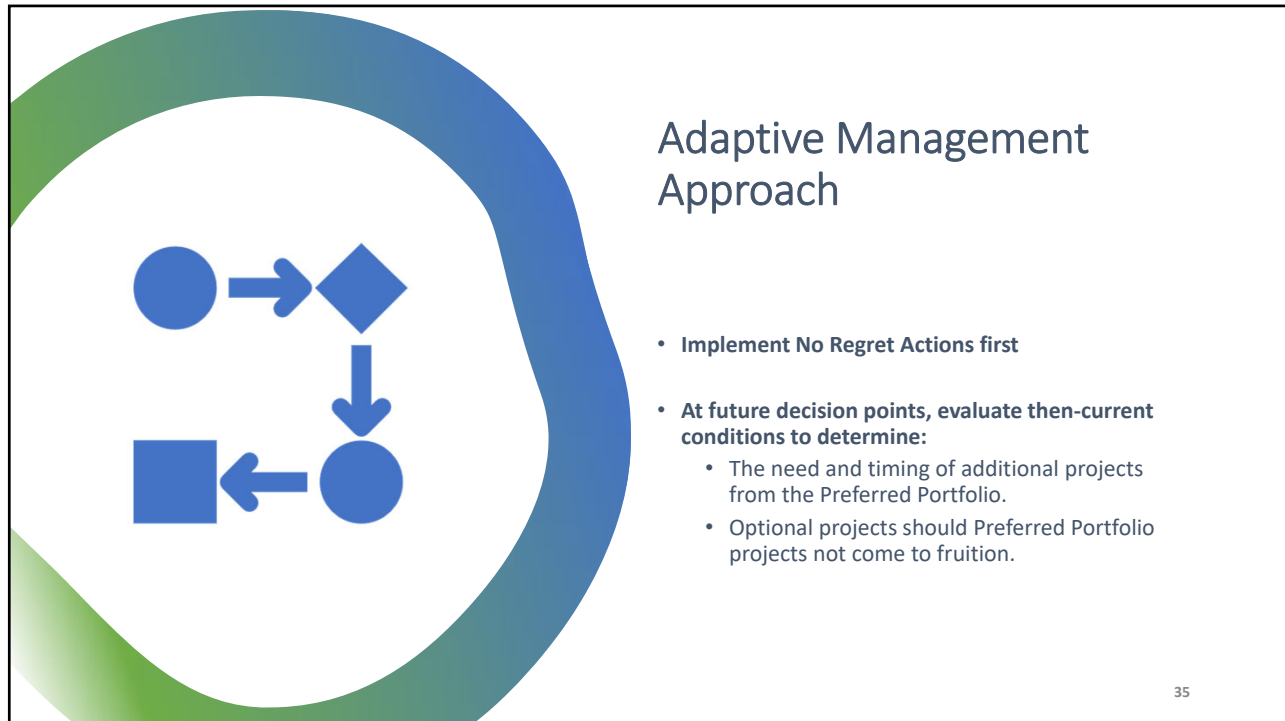 Adaptive Management
Approach
• Implement No Regret Actions first
• At future decision points, evaluate then-current
conditions to determine:
• The need and timing of additional projects
from the Preferred Portfolio.
• Optional projects should Preferred Portfolio
projects not come to fruition.
35